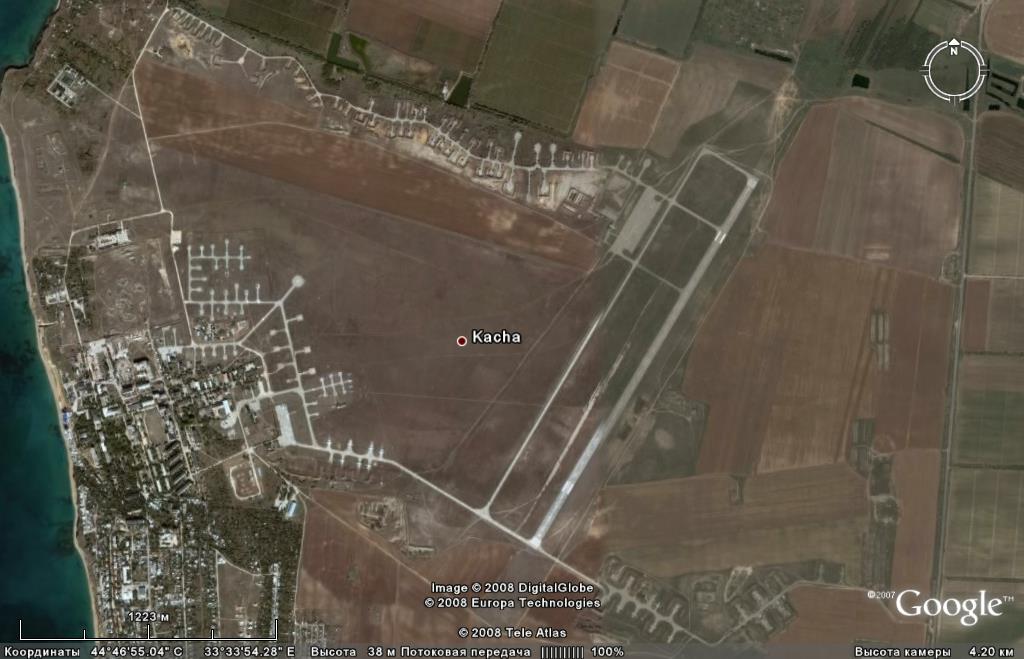 N
Kacha
Image © 2008 DigitalGlobe
© 2008 Europa Technologies
© 2007 Google™
© 2008 Tele Atlas
1223 м
Координаты 44°46'55.04" С 33°33'54.28" E Высота 38 м Потоковая передача |||||||||| 100% Высота камеры 4.20 км